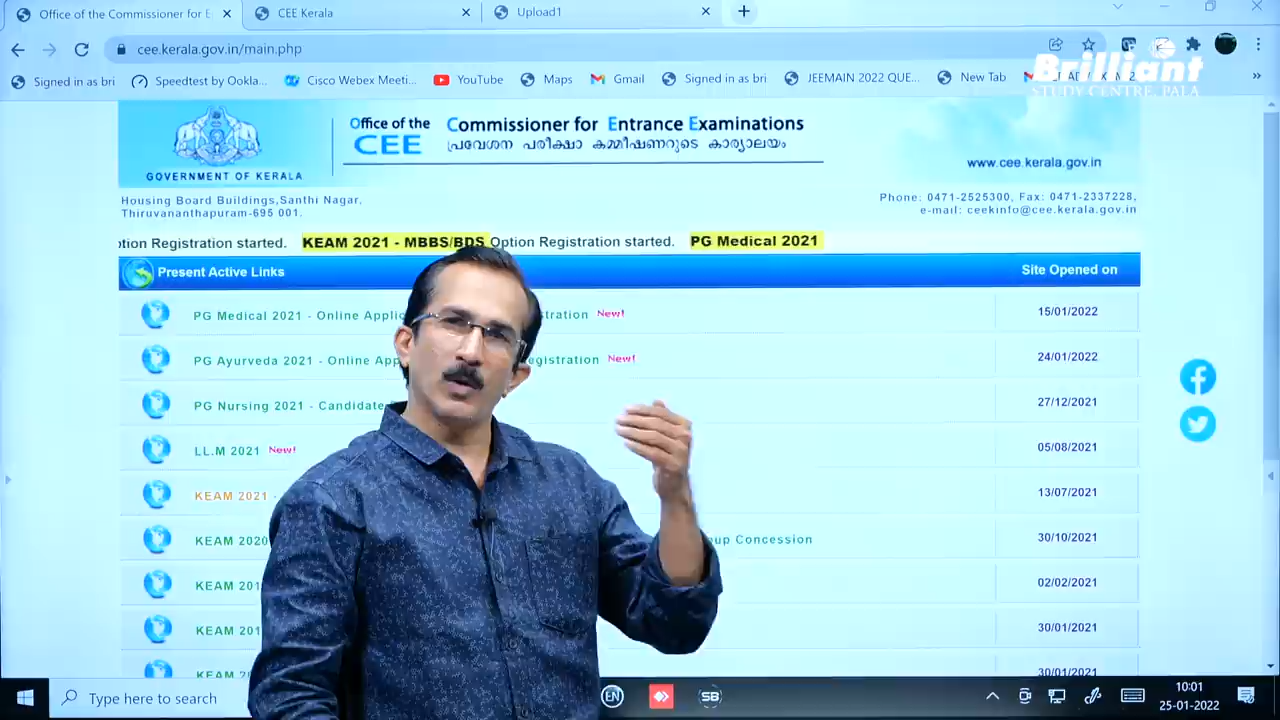 Office of the Commissioner for E
CEE Kerala
Upload1
cee.kerala.gov.in/main.php
Signed in as bri
Speedtest by Ookla...
Cisco Webex Meeti...
YouTube
Maps
Gmail
Signed in as bri
JEEMAIN 2022 QUE...
New Tab
Brilliant
STUDY CENTRE, PALA
GOVERNMENT OF KERALA
Office of the
CEE
Commissioner for Entrance Examinations
പ്രവേശന പരീക്ഷാ കമ്മീഷണറുടെ കാര്യാലയം
www.cee.kerala.gov.in
Housing Board Buildings,Santhi Nagar,
Thiruvananthapuram-695 001.
Phone: 0471-2525300, Fax: 0471-2337228,
e-mail: ceekinfo@cee.kerala.gov.in
tion Registration started. KEAM 2021 - MBBS/BDS Option Registration started. PG Medical 2021
Present Active Links Site Opened on
PG Medical 2021 - Online Applic stration New! 15/01/2022
PG Ayurveda 2021 - Online App egistration New! 24/01/2022
PG Nursing 2021 - Candidate 27/12/2021
LL.M 2021 New! 05/08/2021
KEAM 2021 - 13/07/2021
KEAM 2020 oup Concession 30/10/2021
KEAM 201 02/02/2021
KEAM 201 30/01/2021
30/01/2021
Type here to search
EN
SB
10:01
25-01-2022